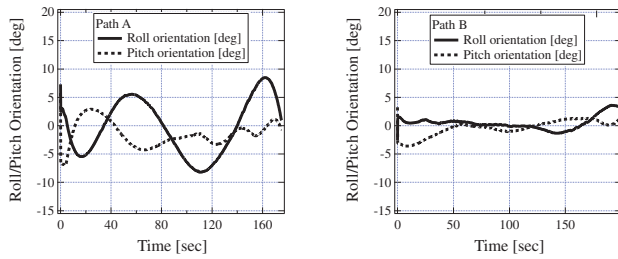 Path A
Roll orientation [deg]
Pitch orientation [deg]
Roll/Pitch Orientation [deg]
20
15
10
5
0
-5
-10
-15
0
40
80
120
160
Time [sec]
Path B
Roll orientation [deg]
Pitch orientation [deg]
Roll/Pitch Orientation [deg]
20
15
10
5
0
-5
-10
-15
0
50
100
150
Time [sec]